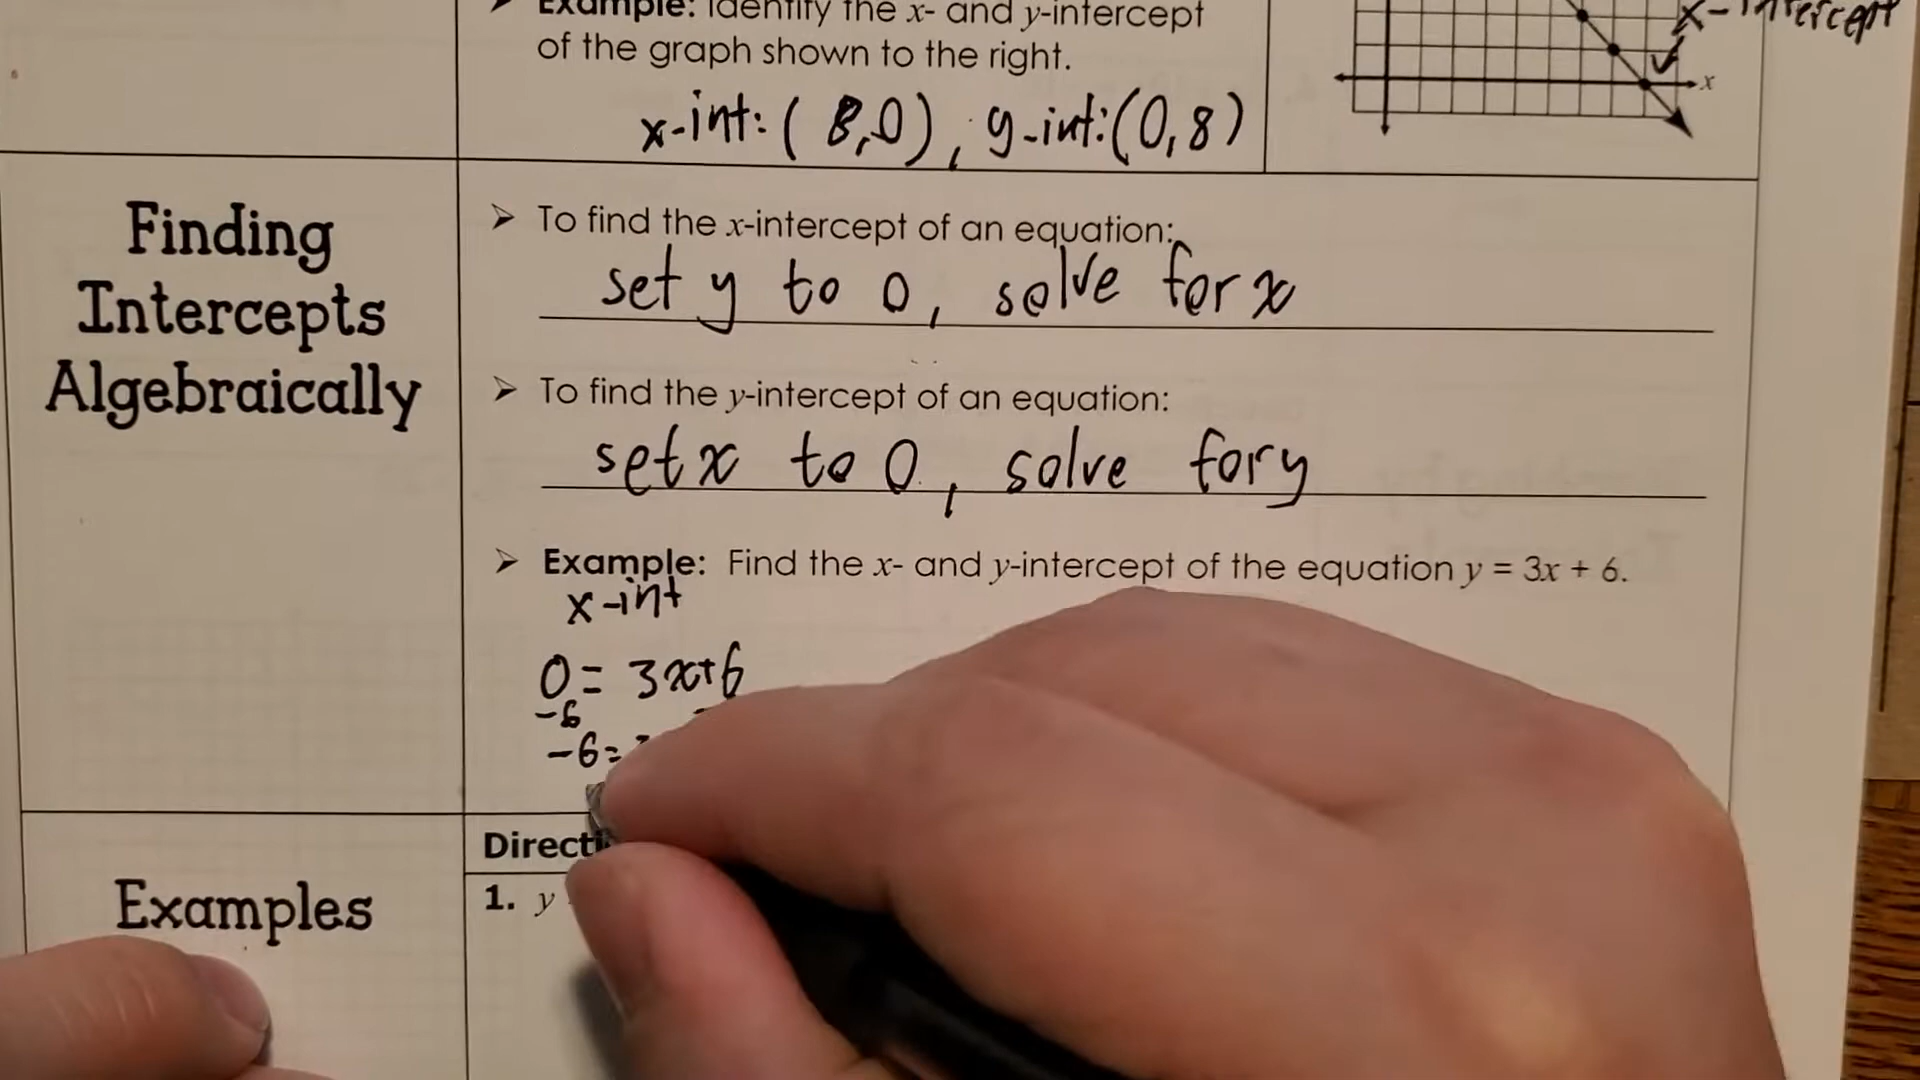 Example: Identify the x- and y-intercept
of the graph shown to the right.
x-int: (8,0), y-int: (0,8)
x-intercept
x
Finding
Intercepts
Algebraically
➤ To find the x-intercept of an equation:
set y to 0, solve for x
➤ To find the y-intercept of an equation:
set x to 0, solve for y
➤ Example: Find the x- and y-intercept of the equation y = 3x + 6.
x-int
0 = 3x+6
-6
-6=
Examples
1. y